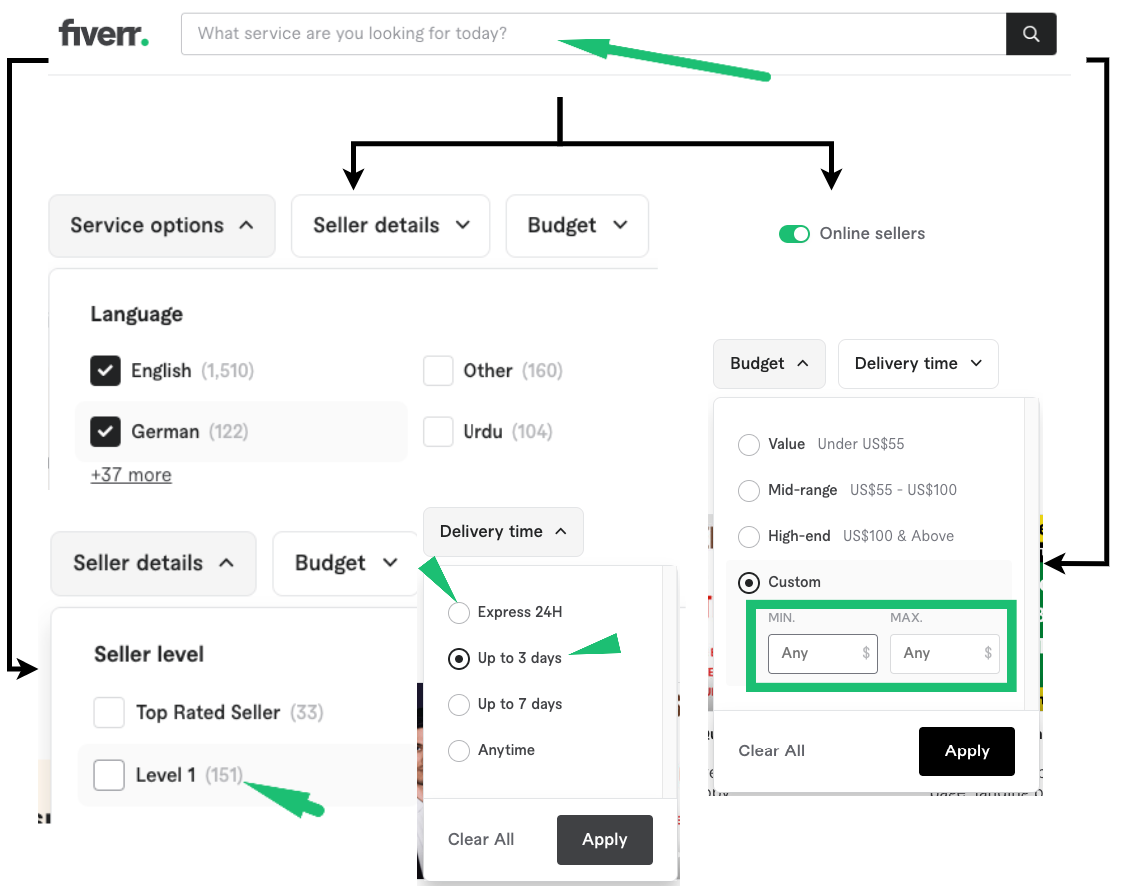 fiverr.
What service are you looking for today?
Service options
Seller details
Budget
Online sellers
Language
English (1,510)
Other (160)
German (122)
Urdu (104)
+37 more
Budget
Delivery time
Value Under US$55
Mid-range US$55 - US$100
High-end US$100 & Above
Custom
MIN.
MAX.
Any $
Any $
Clear All
Apply
Seller details
Budget
Seller level
Top Rated Seller (33)
Level 1 (151)
Delivery time
Express 24H
Up to 3 days
Up to 7 days
Anytime
Clear All
Apply